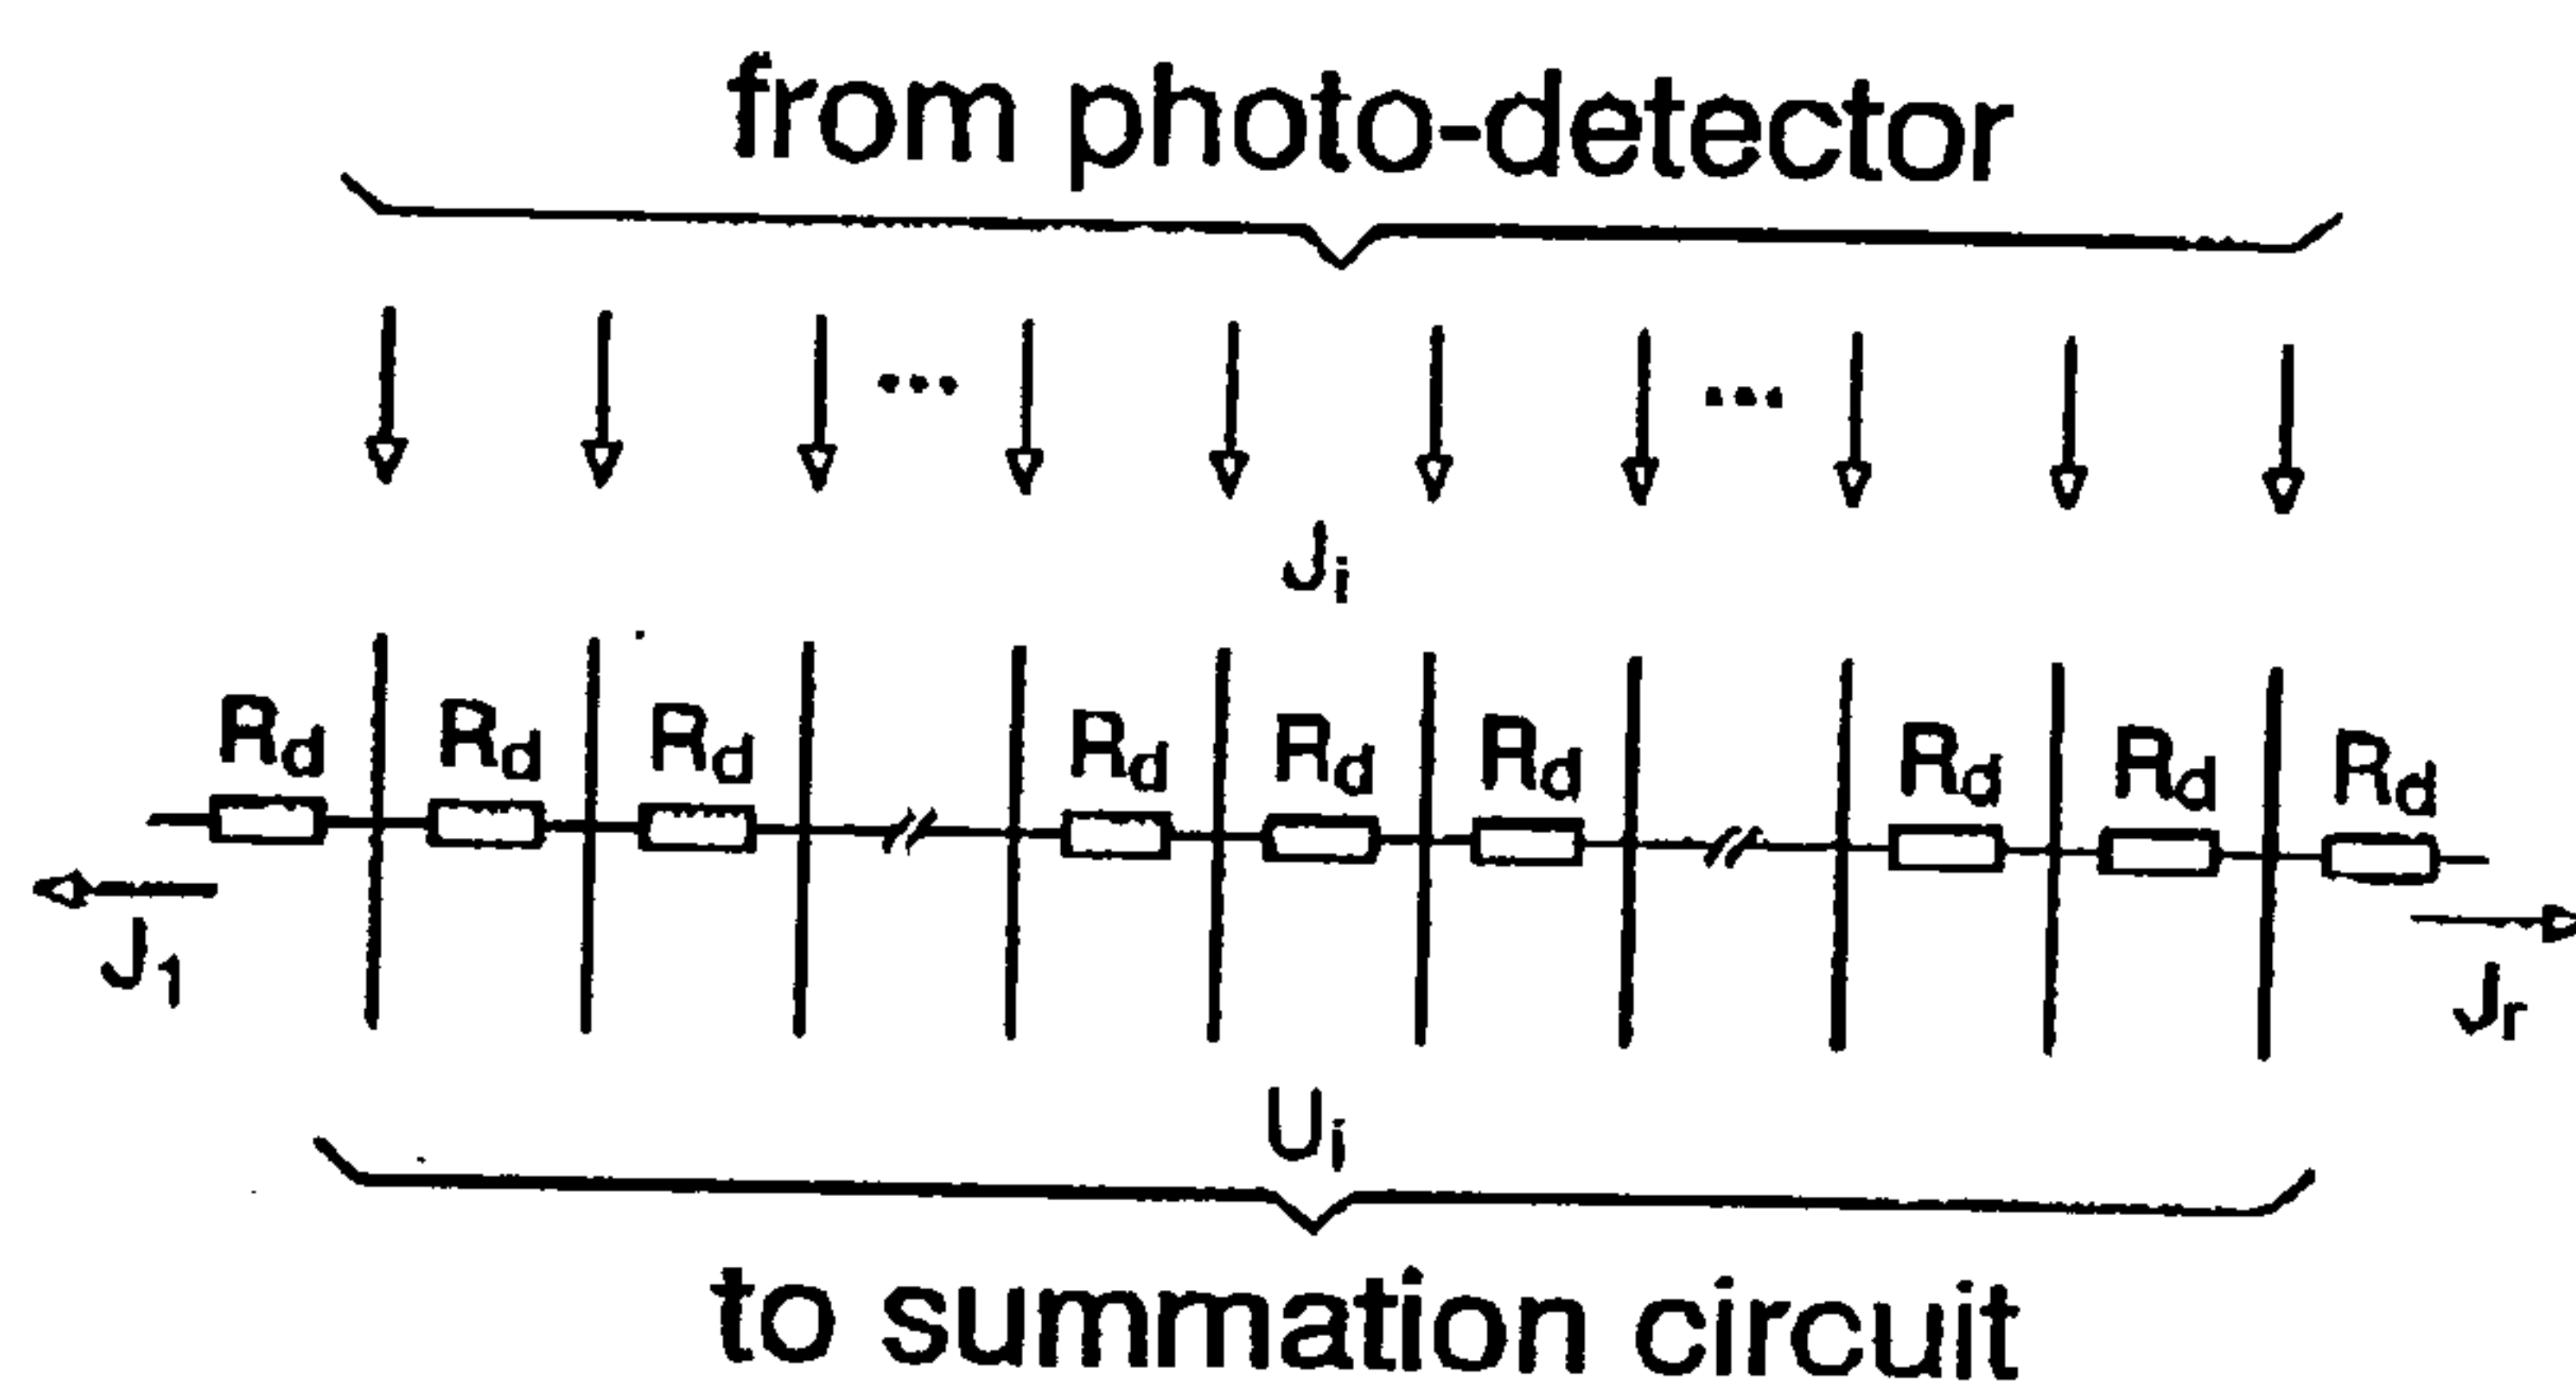 from photo-detector
... ...
Ji
Rd Rd Rd Rd Rd Rd Rd Rd Rd
J1 Jr
Ui
to summation circuit